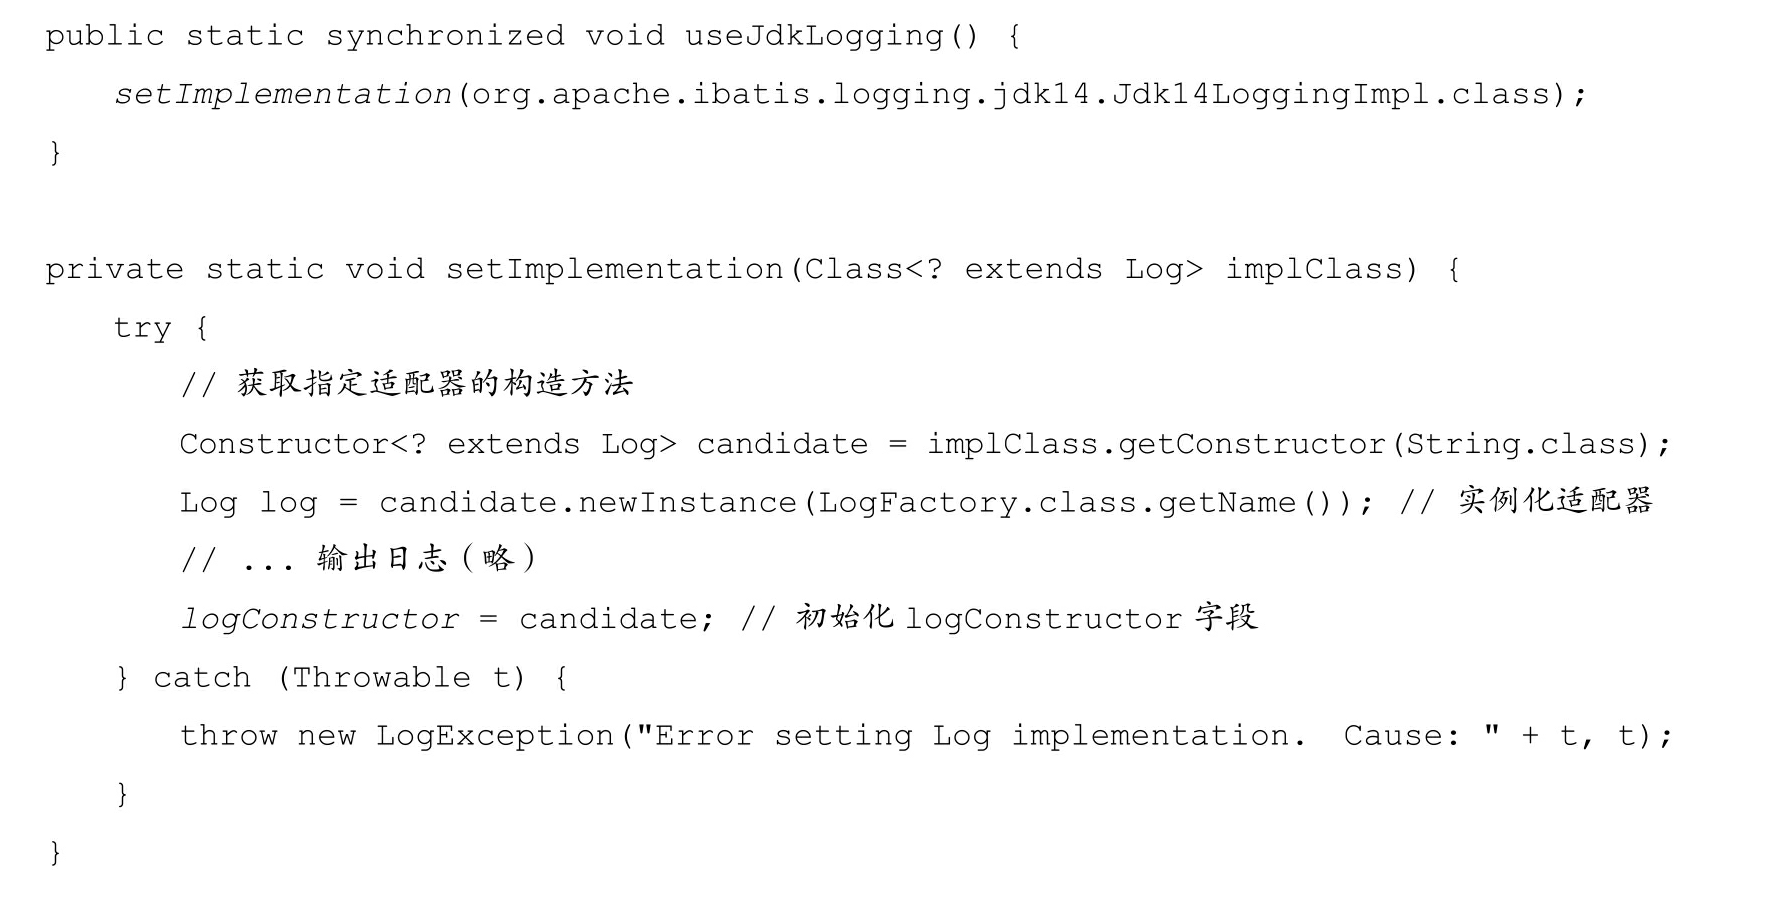 public static synchronized void useJdkLogging() {
setImplementation(org.apache.ibatis.logging.jdk14.Jdk14LoggingImpl.class);
}
private static void setImplementation(Class<? extends Log> implClass) {
try {
// 获取指定适配器的构造方法
Constructor<? extends Log> candidate = implClass.getConstructor(String.class);
Log log = candidate.newInstance(LogFactory.class.getName()); // 实例化适配器
// ... 输出日志（略）
logConstructor = candidate; // 初始化 logConstructor 字段
} catch (Throwable t) {
throw new LogException("Error setting Log implementation.  Cause: " + t, t);
}
}